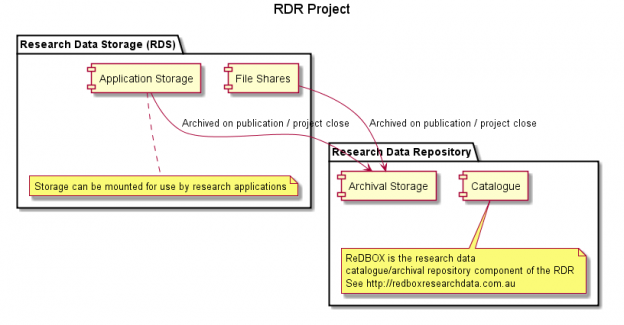 RDR Project
Research Data Storage (RDS)
Application Storage
File Shares
Archived on publication / project close
Archived on publication / project close
Storage can be mounted for use by research applications
Research Data Repository
Archival Storage
Catalogue
ReDBOX is the research data
catalogue/archival repository component of the RDR
See http://redboxresearchdata.com.au